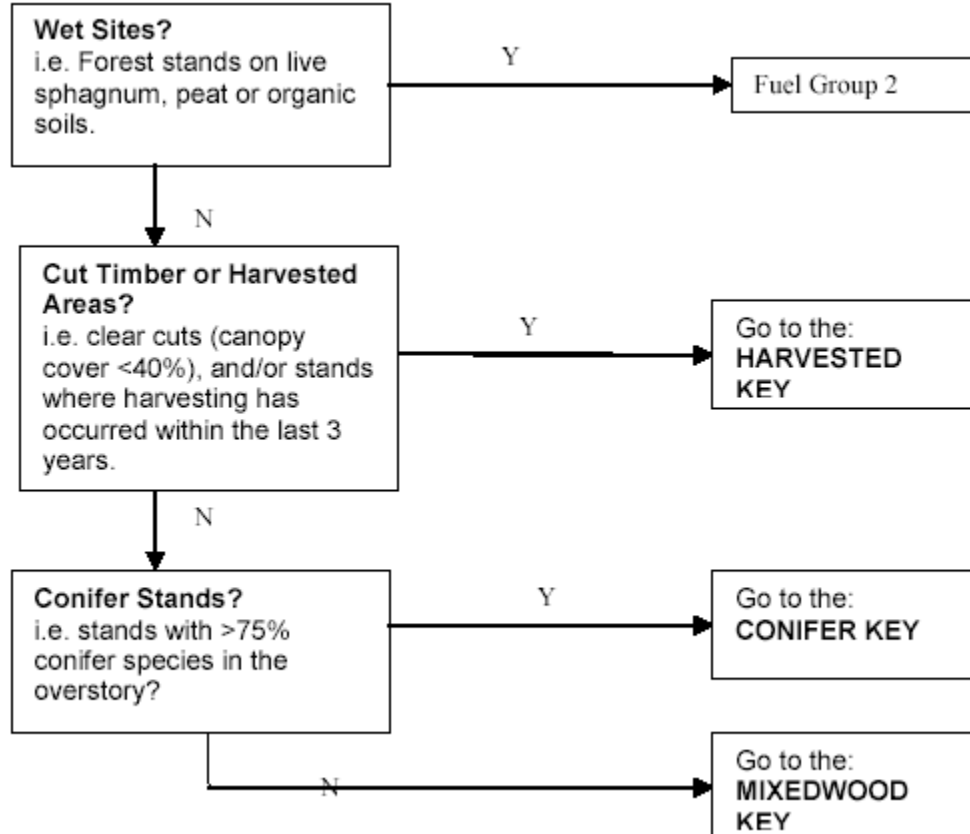 Wet Sites?
i.e. Forest stands on live
sphagnum, peat or organic
soils.
Y
Fuel Group 2
N
Cut Timber or Harvested
Areas?
i.e. clear cuts (canopy
cover <40%), and/or stands
where harvesting has
occurred within the last 3
years.
Y
Go to the:
HARVESTED
KEY
N
Conifer Stands?
i.e. stands with >75%
conifer species in the
overstory?
Y
Go to the:
CONIFER KEY
N
Go to the:
MIXEDWOOD
KEY